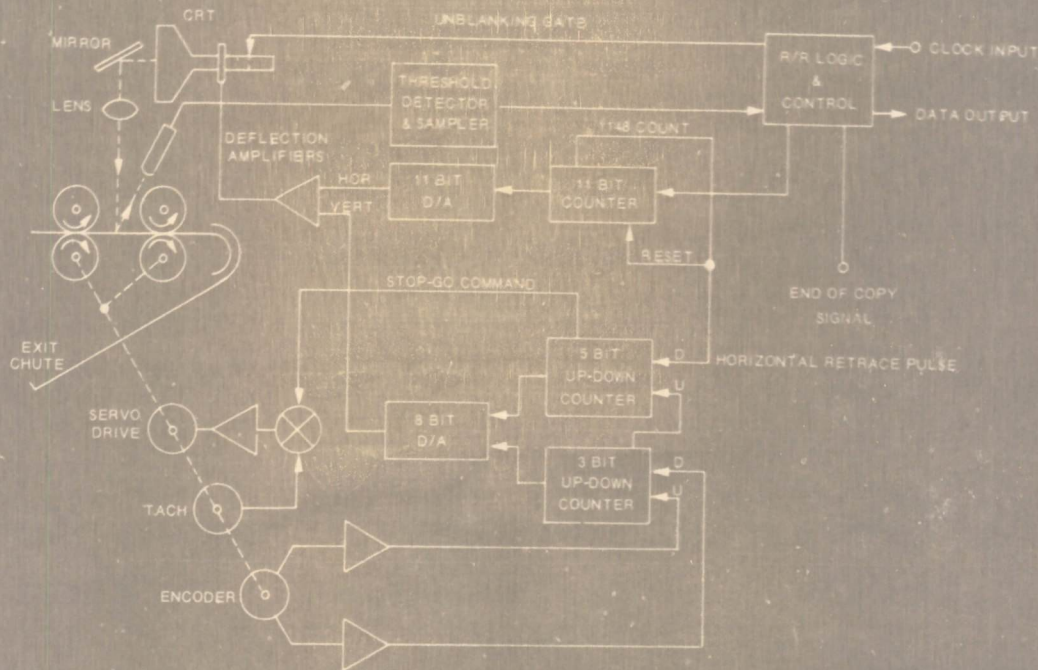 CRT
UNBLANKING GATE
MIRROR
R/R LOGIC
&
CONTROL
CLOCK INPUT
LENS
THRESHOLD
DETECTOR
& SAMPLER
DATA OUTPUT
1148 COUNT
DEFLECTION
AMPLIFIERS
HOR
VERT
11 BIT
D/A
11 BIT
COUNTER
RESET
STOP-GO COMMAND
END OF COPY
SIGNAL
EXIT
CHUTE
5 BIT
UP-DOWN
COUNTER
D
U
HORIZONTAL RETRACE PULSE
SERVO
DRIVE
8 BIT
D/A
3 BIT
UP-DOWN
COUNTER
D
U
TACH
ENCODER